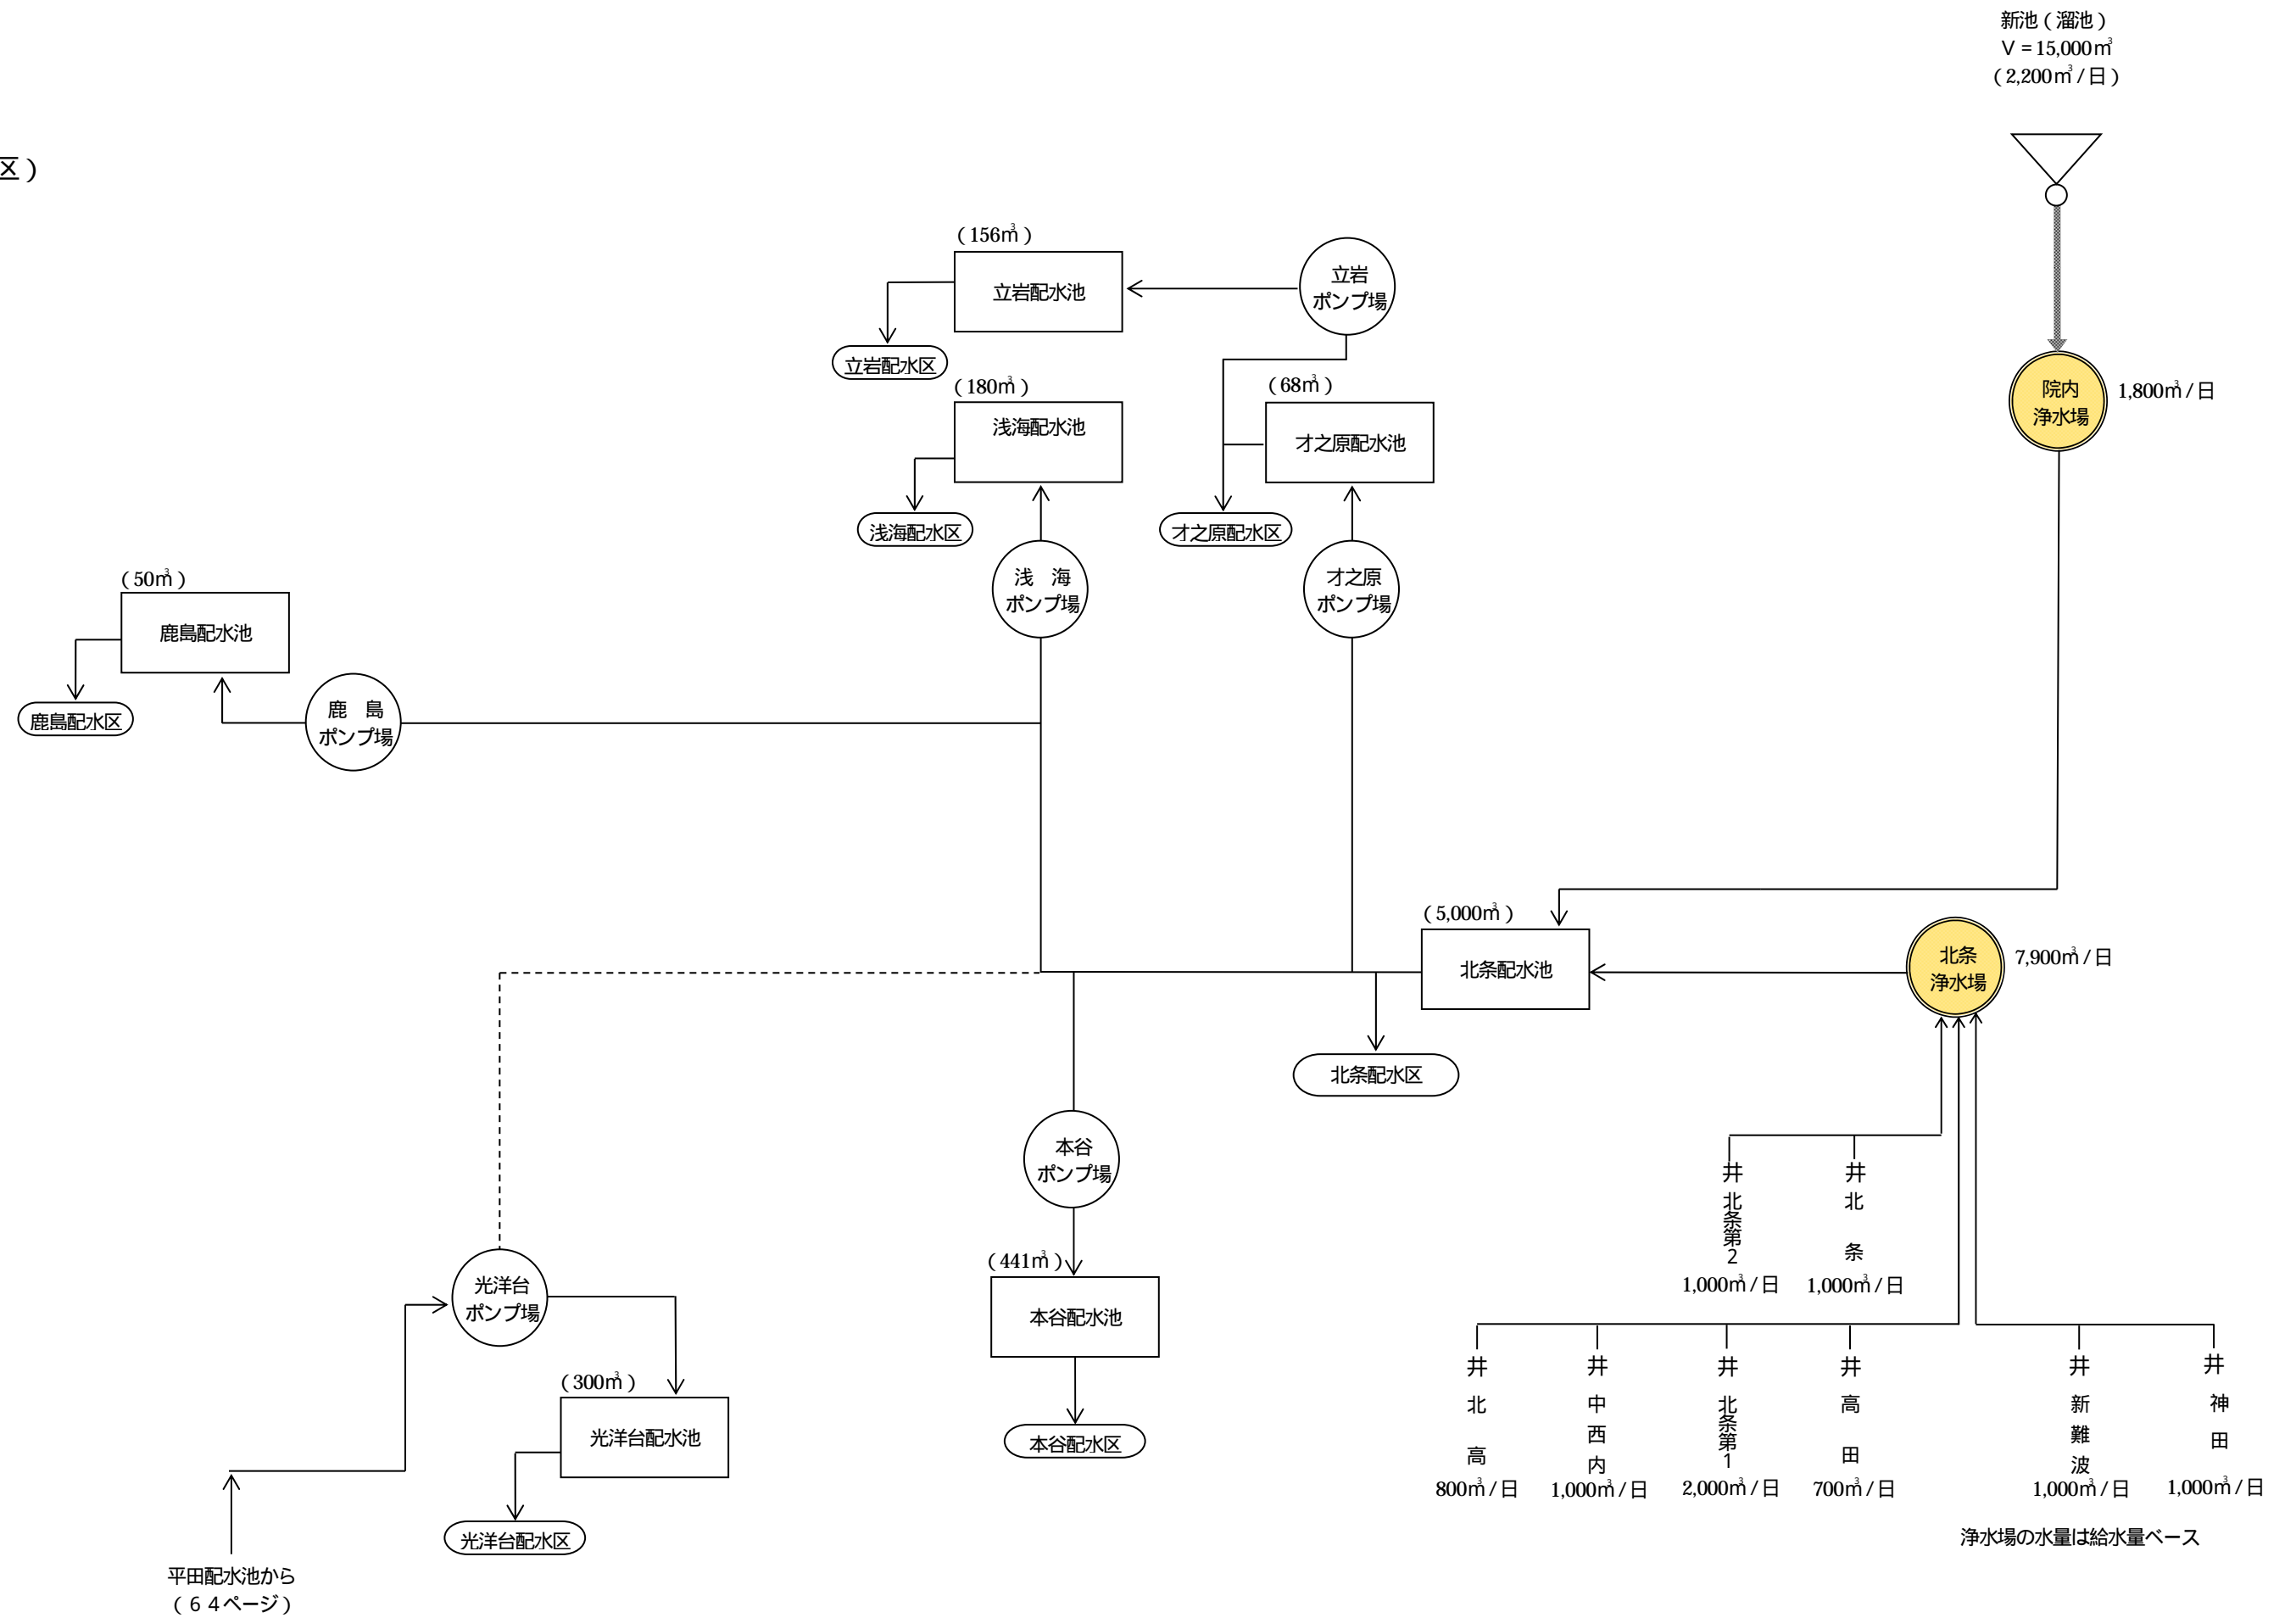 新池(溜池)
V=15,000㎥
(2,200㎥/日)
区)
(156㎥)
立岩配水池
立岩
ポンプ場
立岩配水区
(180㎥)
浅海配水池
(68㎥)
才之原配水池
院内
浄水場
1,800㎥/日
浅海配水区
才之原配水区
浅 海
ポンプ場
才之原
ポンプ場
(50㎥)
鹿島配水池
鹿島配水区
鹿 島
ポンプ場
(5,000㎥)
北条配水池
北条
浄水場
7,900㎥/日
北条配水区
本谷
ポンプ場
井 北条第2
1,000㎥/日
井 北条
1,000㎥/日
(441㎥)
本谷配水池
本谷配水区
光洋台
ポンプ場
(300㎥)
光洋台配水池
光洋台配水区
井 北高
800㎥/日
井 中西内
1,000㎥/日
井 北条第1
2,000㎥/日
井 高田
700㎥/日
井 新難波
1,000㎥/日
井 神田
1,000㎥/日
浄水場の水量は給水量ベース
平田配水池から
(64ページ)